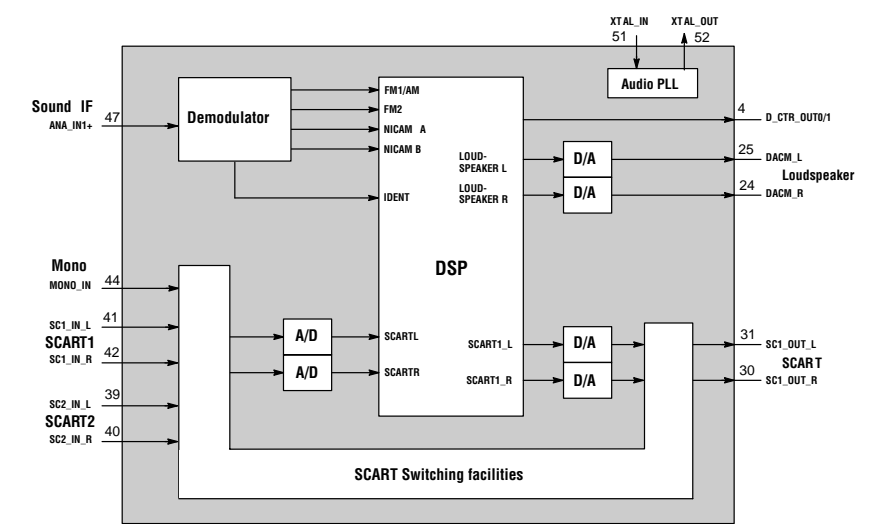 XTAL_IN XTAL_OUT
51 52
Audio PLL
Sound IF
ANA_IN1+
47
Demodulator
FM1/AM
FM2
NICAM A
NICAM B
IDENT
LOUD-
SPEAKER L
LOUD-
SPEAKER R
D/A
D/A
4
D_CTR_OUT0/1
25
DACM_L
Loudspeaker
24
DACM_R
DSP
Mono
MONO_IN
44
SC1_IN_L
41
SCART1
SC1_IN_R
42
SC2_IN_L
39
SCART2
SC2_IN_R
40
A/D
A/D
SCARTL
SCARTR
SCART1_L
SCART1_R
D/A
D/A
31
SC1_OUT_L
SCART
30
SC1_OUT_R
SCART Switching facilities